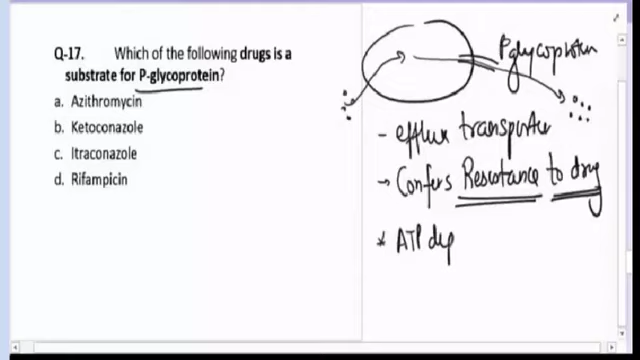 Q-17. Which of the following drugs is a
substrate for P-glycoprotein?
a. Azithromycin
b. Ketoconazole
c. Itraconazole
d. Rifampicin
Pglycoprotein
- efflux transporter
→ Confers Resistance to drug
* ATP dep